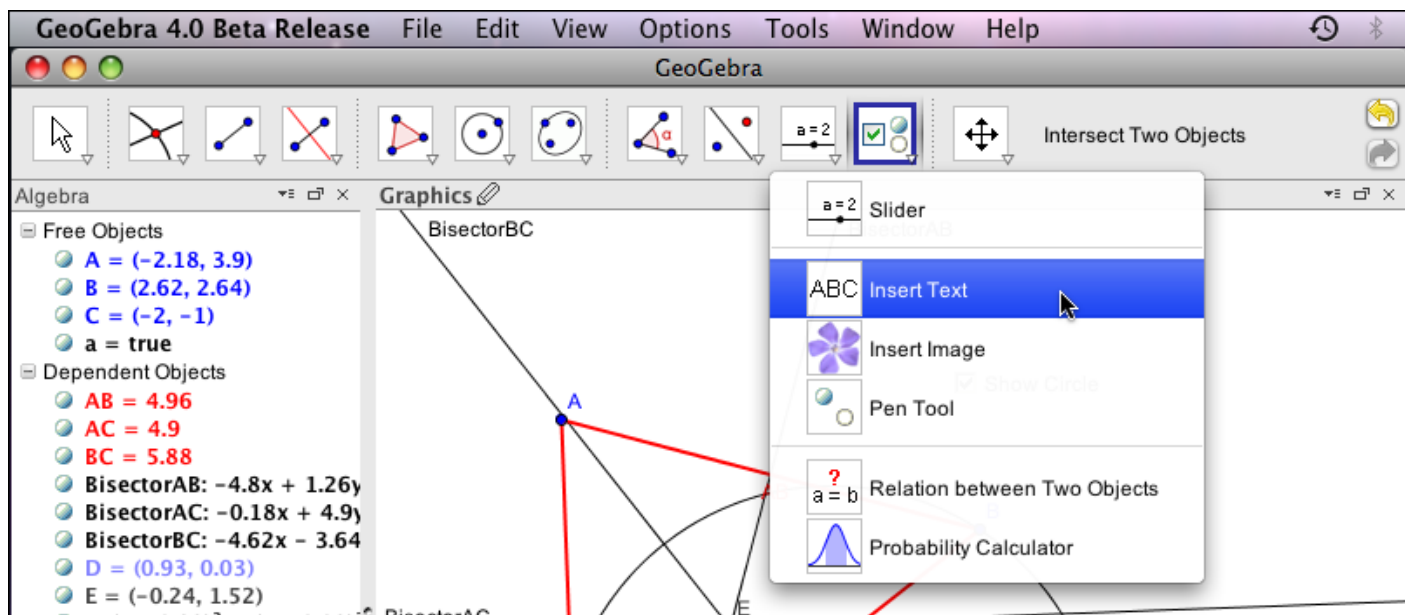 GeoGebra 4.0 Beta Release File Edit View Options Tools Window Help
GeoGebra
α
a = 2
Intersect Two Objects
Algebra
Graphics
a = 2 Slider
BisectorAB
Free Objects
BisectorBC
A = (-2.18, 3.9)
B = (2.62, 2.64)
ABC Insert Text
C = (-2, -1)
a = true
Insert Image
Dependent Objects
Show Circle
AB = 4.96
A
Pen Tool
AC = 4.9
BC = 5.88
BisectorAB: -4.8x + 1.26y
? a = b Relation between Two Objects
BisectorAC: -0.18x + 4.9y
B
BisectorBC: -4.62x - 3.64
Probability Calculator
D = (0.93, 0.03)
E = (-0.24, 1.52)
E
BisectorAC